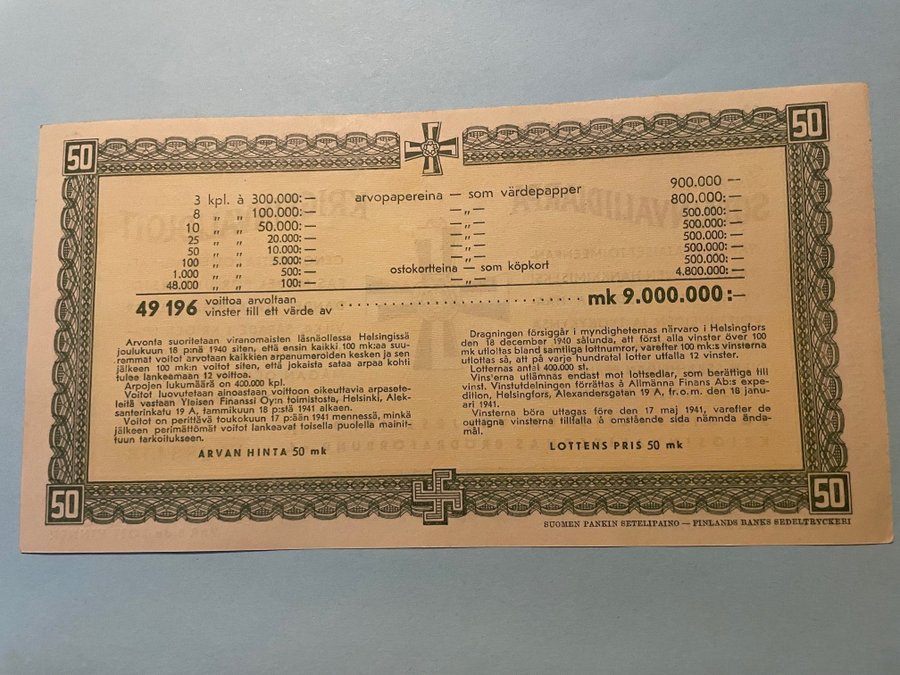 50 50
3 kpl. à 300.000:— arvopapereina — som värdepapper 900.000 —
8 „ „ 100.000:— —„— 800.000:—
10 „ „ 50.000:— —„— 500.000:—
25 „ „ 20.000:— —„— 500.000:—
50 „ „ 10.000:— —„— 500.000:—
100 „ „ 5.000:— —„— 500.000:—
1.000 „ „ 500:— ostokortteina — som köpkort 500.000:—
48.000 „ „ 100:— —„— 4.800.000:—
49 196 voittoa arvoltaan
vinster till ett värde av mk 9.000.000:—
Arvonta suoritetaan viranomaisten läsnäollessa Helsingissä
joulukuun 18 p:nä 1940 siten, että ensin kaikki 100 mk:aa suu-
remmat voitot arvotaan kaikkien arpanumeroiden kesken ja sen
jälkeen 100 mk:n voitot siten, että jokaista sataa arpaa kohti
tulee lankeamaan 12 voittoa.
Arpojen lukumäärä on 400.000 kpl.
Voitot luovutetaan ainoastaan voittoon oikeuttavia arpasete-
leitä vastaan Yleisen Finanssi Oy:n toimistosta, Helsinki, Alek-
santerinkatu 19 A, tammikuun 18 p:stä 1941 alkaen.
Voitot on perittävä toukokuun 17 p:ään 1941 mennessä, minkä
jälkeen perimättömät voitot lankeavat toisella puolella mainit-
tuun tarkoitukseen.
ARVAN HINTA 50 mk
Dragningen försiggår i myndigheternas närvaro i Helsingfors
den 18 december 1940 sålunda, att först alla vinster över 100
mk utlottas bland samtliga lottnumror, varefter 100 mk:s vinsterna
utlottas så, att på varje hundratal lotter utfalla 12 vinster.
Lotternas antal 400.000 st.
Vinsterna utlämnas endast mot lottsedlar, som berättiga till
vinst. Vinstutdelningen förrättas å Allmänna Finans Ab:s expe-
dition, Helsingfors, Alexandersgatan 19 A, fr.o.m. den 18 janu-
ari 1941.
Vinsterna böra uttagas före den 17 maj 1941, varefter de
outtagna vinsterna tillfalla å omstående sida nämnda ända-
mål.
LOTTENS PRIS 50 mk
50 50
SUOMEN PANKIN SETELIPAINO — FINLANDS BANKS SEDELTRYCKERI